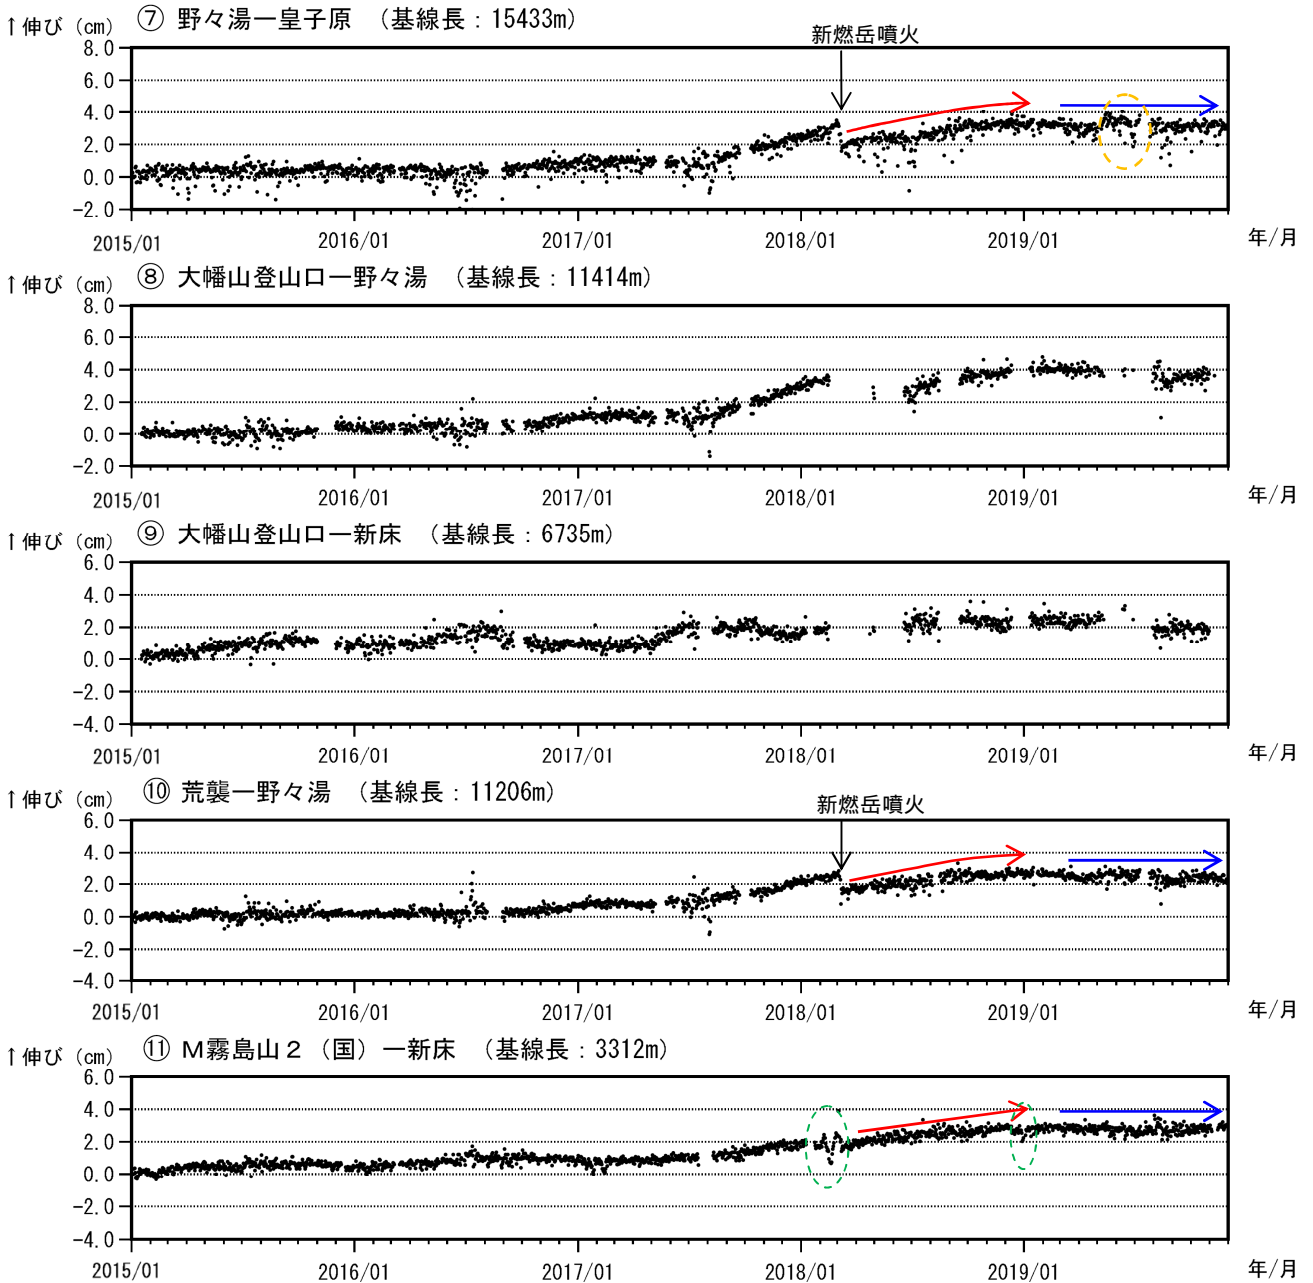 ⑦ 野々湯ー皇子原 （基線長：15433m）
↑伸び（cm）
新燃岳噴火
8.0
6.0
4.0
2.0
0.0
-2.0
2015/01 2016/01 2017/01 2018/01 2019/01 年/月
⑧ 大幡山登山口ー野々湯 （基線長：11414m）
↑伸び（cm）
8.0
6.0
4.0
2.0
0.0
-2.0
2015/01 2016/01 2017/01 2018/01 2019/01 年/月
⑨ 大幡山登山口ー新床 （基線長：6735m）
↑伸び（cm）
6.0
4.0
2.0
0.0
-2.0
-4.0
2015/01 2016/01 2017/01 2018/01 2019/01 年/月
⑩ 荒襲ー野々湯 （基線長：11206m）
↑伸び（cm）
新燃岳噴火
6.0
4.0
2.0
0.0
-2.0
-4.0
2015/01 2016/01 2017/01 2018/01 2019/01 年/月
⑪ M霧島山２（国）ー新床 （基線長：3312m）
↑伸び（cm）
6.0
4.0
2.0
0.0
-2.0
-4.0
2015/01 2016/01 2017/01 2018/01 2019/01 年/月